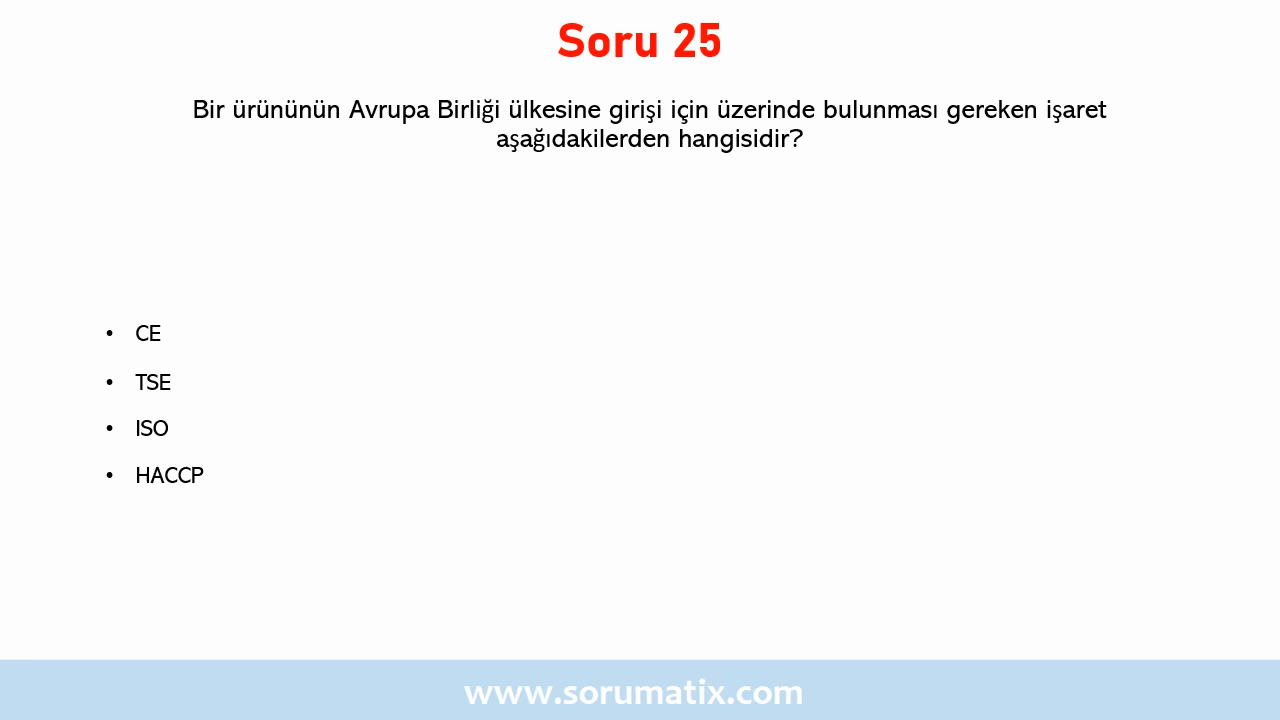 Soru 25
Bir ürününün Avrupa Birliği ülkesine girişi için üzerinde bulunması gereken işaret
aşağıdakilerden hangisidir?
• CE
• TSE
• ISO
• HACCP
www.sorumatix.com